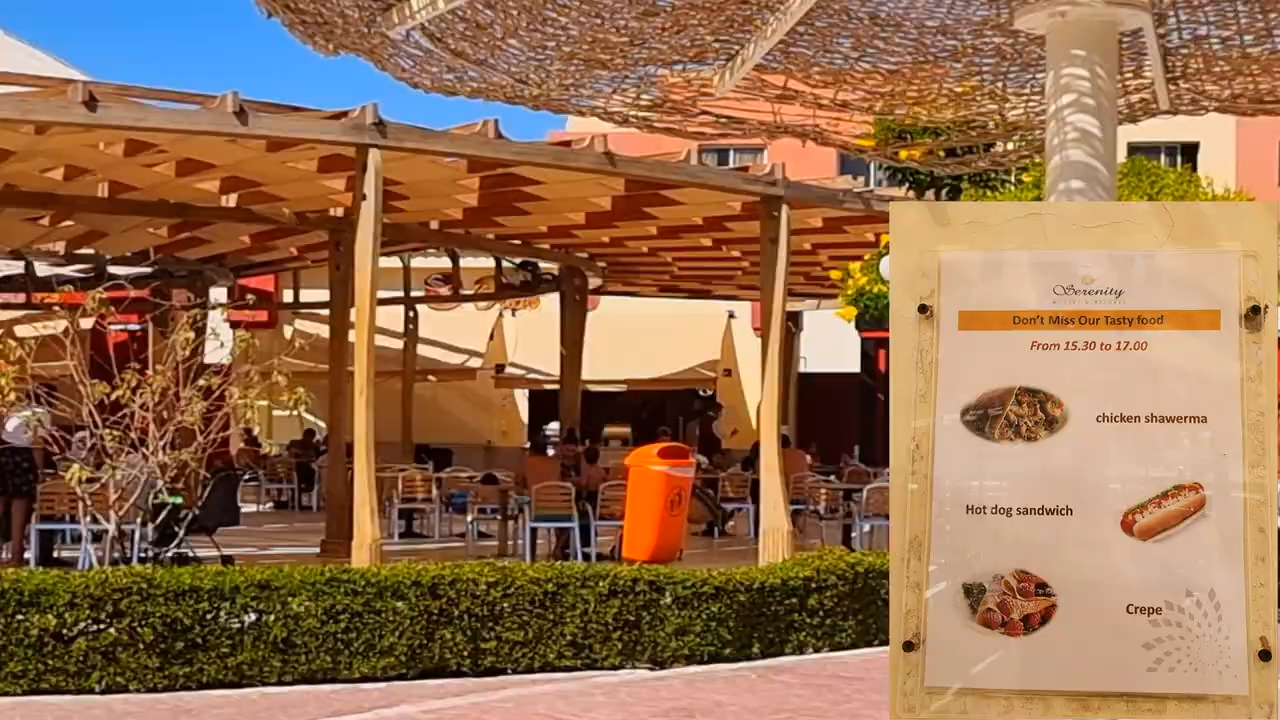 Serenity
Don't Miss Our Tasty food
From 15.30 to 17.00
chicken shawerma
Hot dog sandwich
Crepe